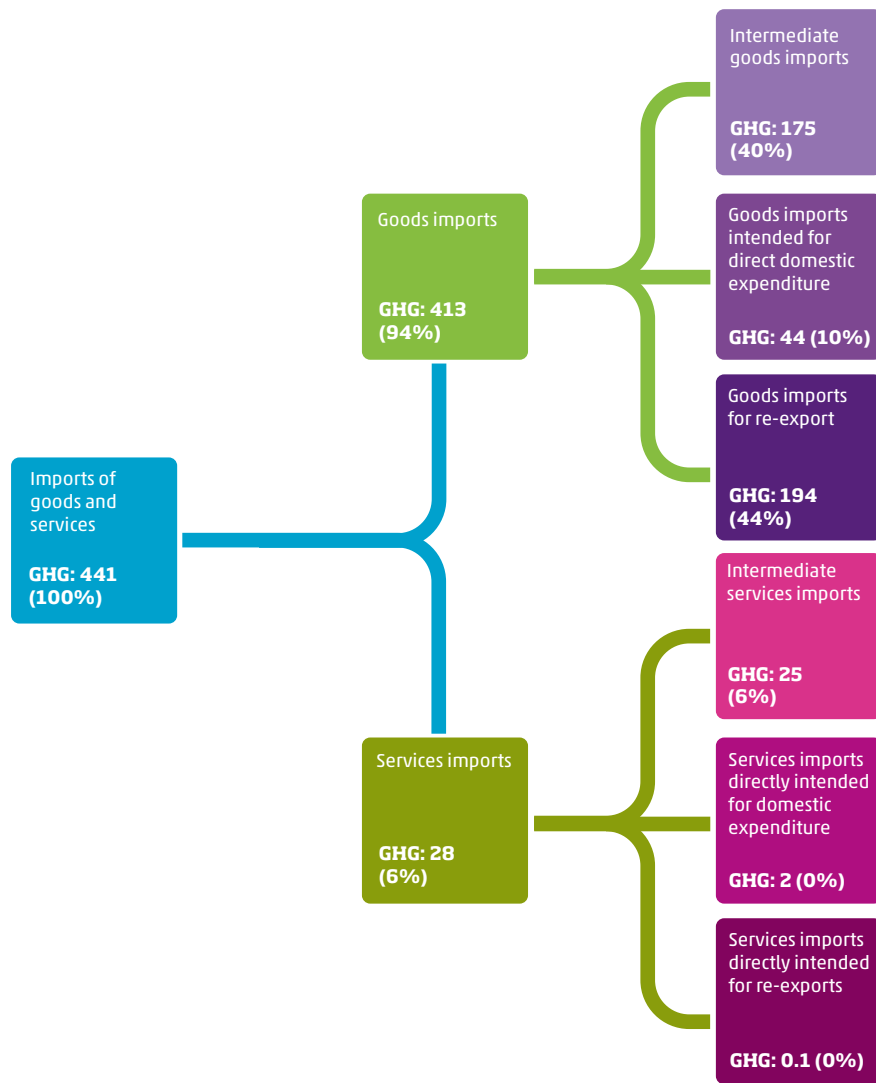 Imports of
goods and
services
GHG: 441
(100%)
Goods imports
GHG: 413
(94%)
Services imports
GHG: 28
(6%)
Intermediate
goods imports
GHG: 175
(40%)
Goods imports
intended for
direct domestic
expenditure
GHG: 44 (10%)
Goods imports
for re-export
GHG: 194
(44%)
Intermediate
services imports
GHG: 25
(6%)
Services imports
directly intended
for domestic
expenditure
GHG: 2 (0%)
Services imports
directly intended
for re-exports
GHG: 0.1 (0%)